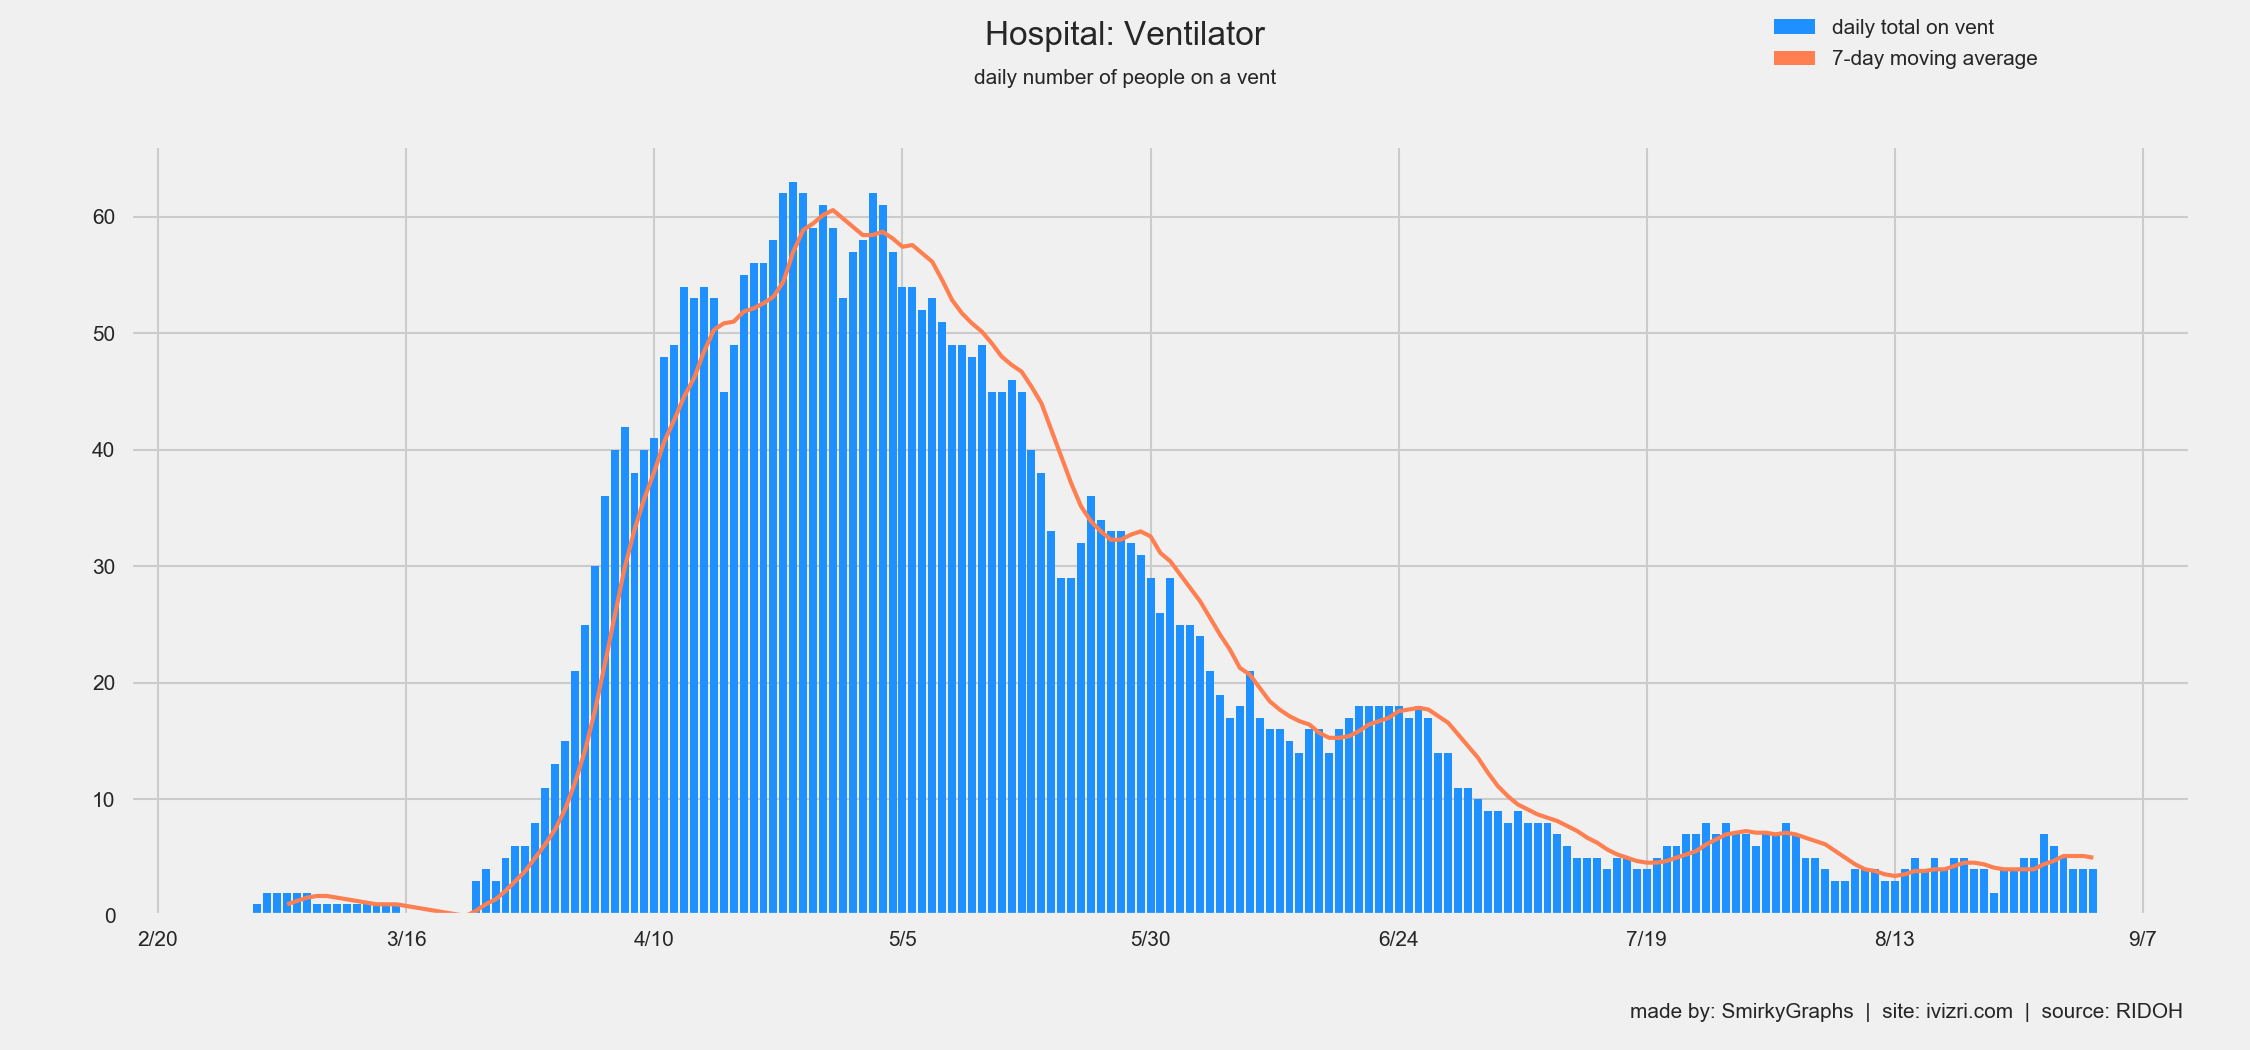 Hospital: Ventilator
daily number of people on a vent
daily total on vent
7-day moving average
60
50
40
30
20
10
0
2/20 3/16 4/10 5/5 5/30 6/24 7/19 8/13 9/7
made by: SmirkyGraphs | site: ivizri.com | source: RIDOH